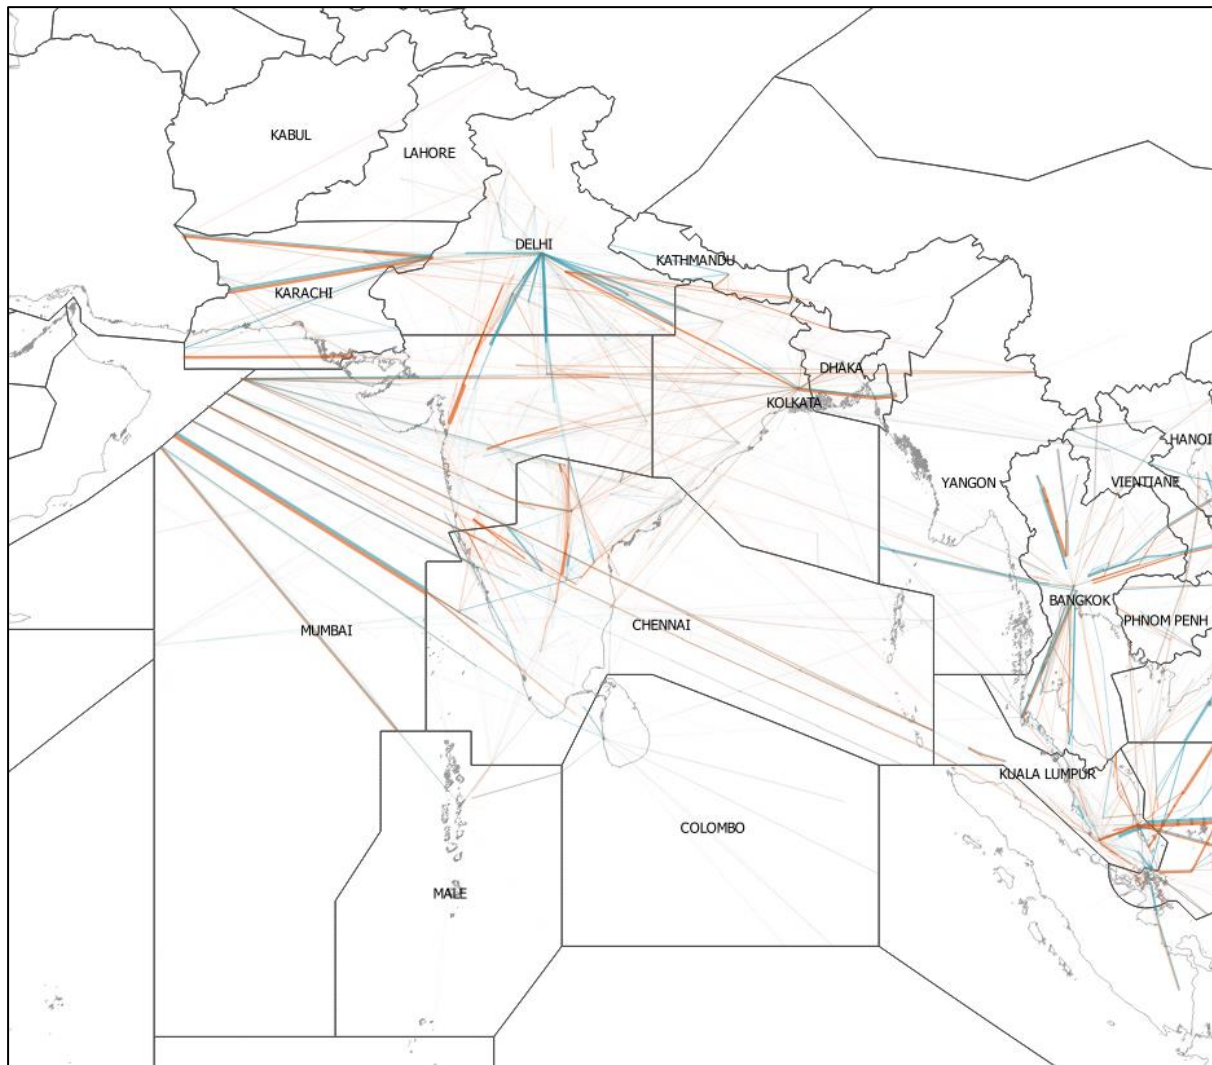 KABUL
LAHORE
DELHI
KATHMANDU
KARACHI
DHAKA
KOLKATA
HANOI
YANGON
VIENTIANE
BANGKOK
PHNOM PENH
MUMBAI
CHENNAI
KUALA LUMPUR
COLOMBO
MALE